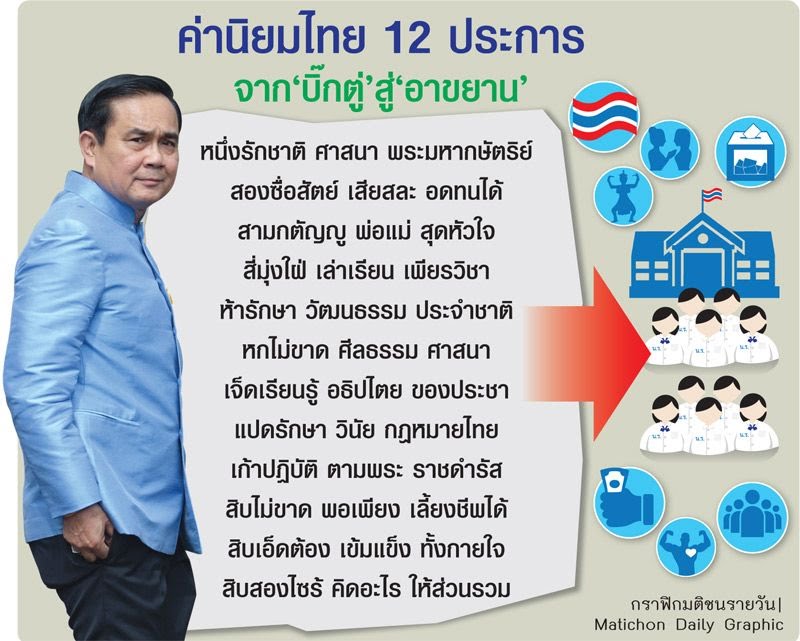 ค่านิยมไทย 12 ประการ
จาก‘บิ๊กตู่’สู่‘อาขยาน’
หนึ่งรักชาติ ศาสนา พระมหากษัตริย์
สองซื่อสัตย์ เสียสละ อดทนได้
สามกตัญญู พ่อแม่ สุดหัวใจ
สี่มุ่งใฝ่ เล่าเรียน เพียรวิชา
ห้ารักษา วัฒนธรรม ประจำชาติ
หกไม่ขาด ศีลธรรม ศาสนา
เจ็ดเรียนรู้ อธิปไตย ของประชา
แปดรักษา วินัย กฎหมายไทย
เก้าปฏิบัติ ตามพระ ราชดำรัส
สิบไม่ขาด พอเพียง เลี้ยงชีพได้
สิบเอ็ดต้อง เข้มแข็ง ทั้งกายใจ
สิบสองไซร้ คิดอะไร ให้ส่วนรวม
น.ร. น.ร. น.ร. น.ร.
น.ร. น.ร. น.ร.
กราฟิกมติชนรายวัน|
Matichon Daily Graphic